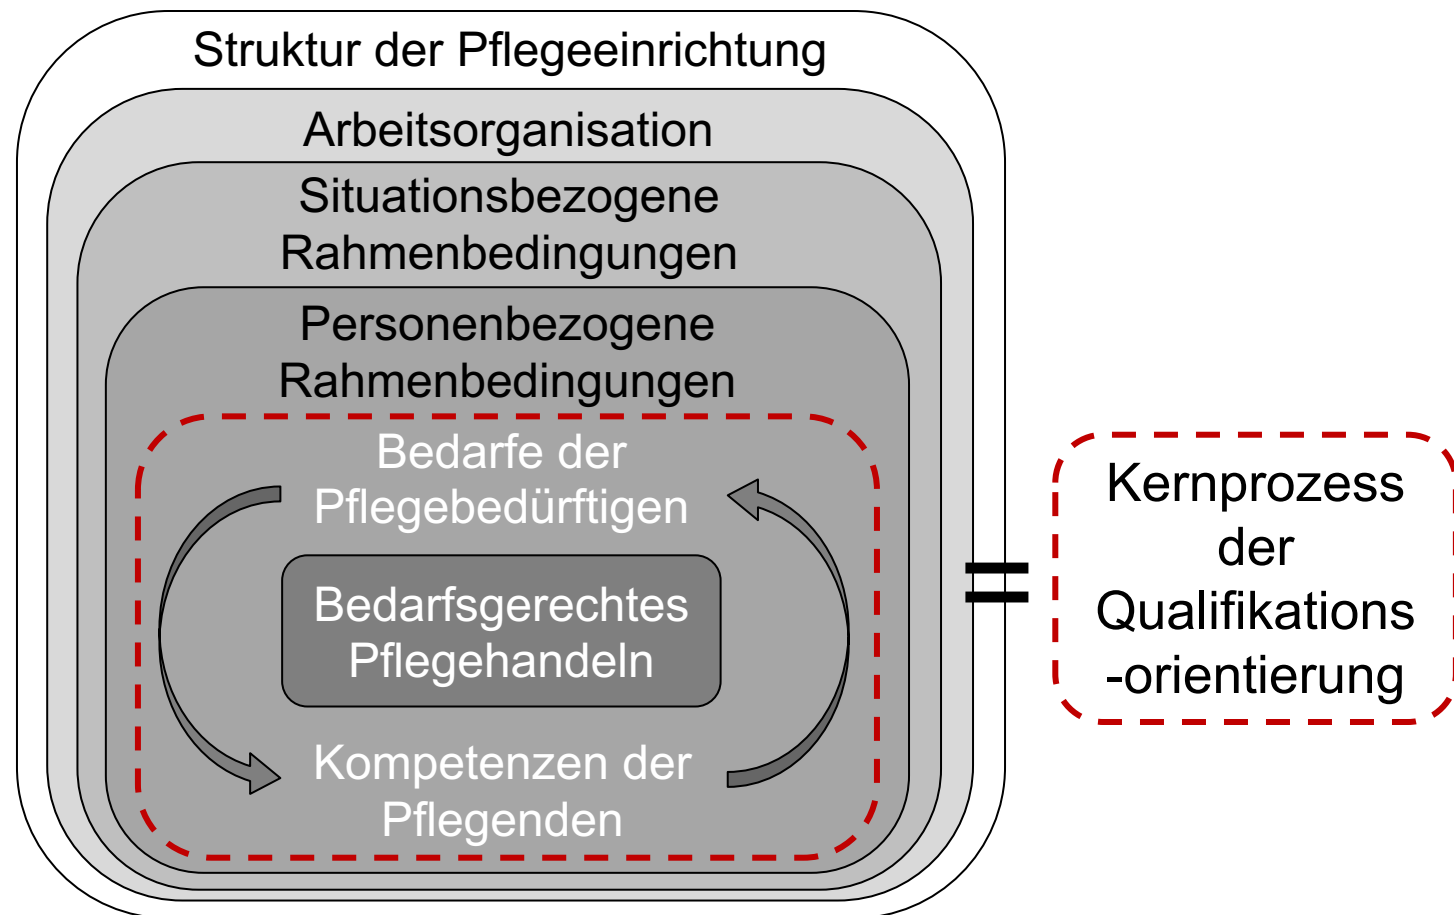 Struktur der Pflegeeinrichtung
Arbeitsorganisation
Situationsbezogene
Rahmenbedingungen
Personenbezogene
Rahmenbedingungen
Bedarfe der
Pflegebedürftigen
Bedarfsgerechtes
Pflegehandeln
Kompetenzen der
Pflegenden
=
Kernprozess
der
Qualifikations
-orientierung